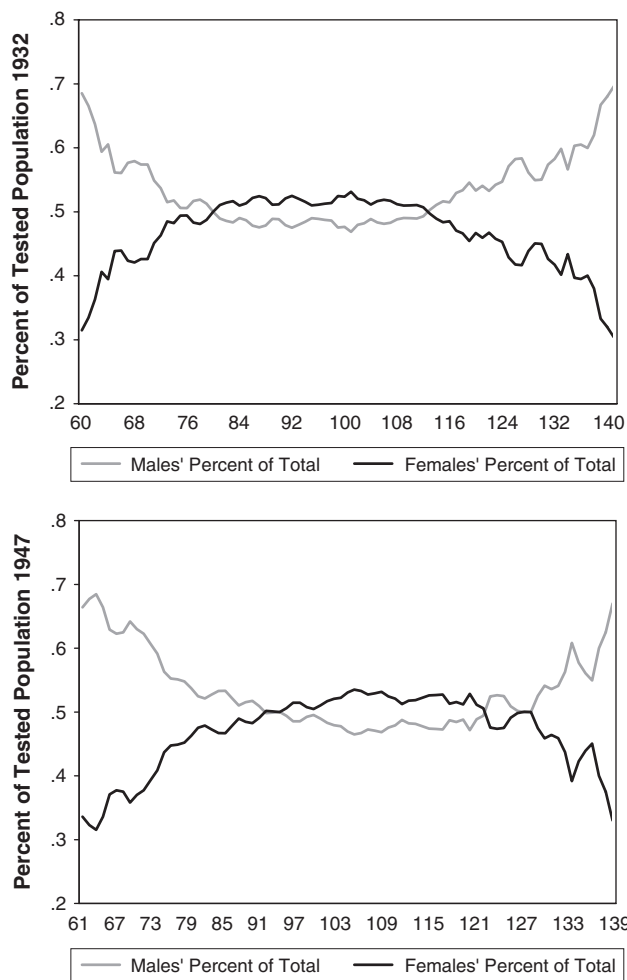 Percent of Tested Population 1932
.8
.7
.6
.5
.4
.3
.2
60 68 76 84 92 100 108 116 124 132 140
Males' Percent of Total Females' Percent of Total
Percent of Tested Population 1947
.8
.7
.6
.5
.4
.3
.2
61 67 73 79 85 91 97 103 109 115 121 127 133 139
Males' Percent of Total Females' Percent of Total